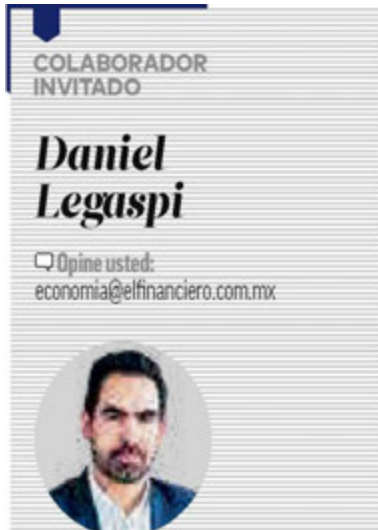 COLABORADOR
INVITADO
Daniel
Legaspi
Opine usted:
economia@elfinanciero.com.mx